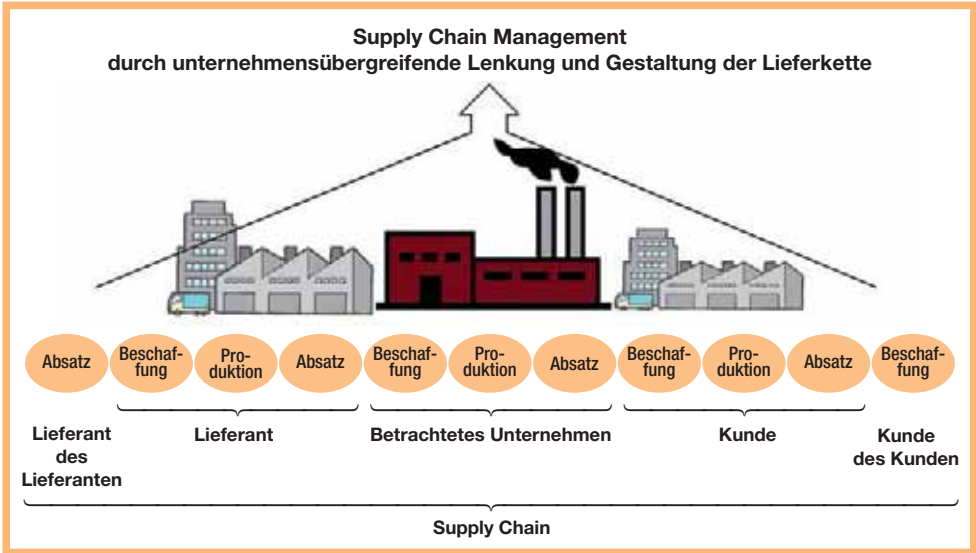 Supply Chain Management
durch unternehmensübergreifende Lenkung und Gestaltung der Lieferkette
Absatz
Beschaf-
fung
Pro-
duktion
Absatz
Beschaf-
fung
Pro-
duktion
Absatz
Beschaf-
fung
Pro-
duktion
Absatz
Beschaf-
fung
Lieferant
des
Lieferanten
Lieferant
Betrachtetes Unternehmen
Kunde
Kunde
des Kunden
Supply Chain